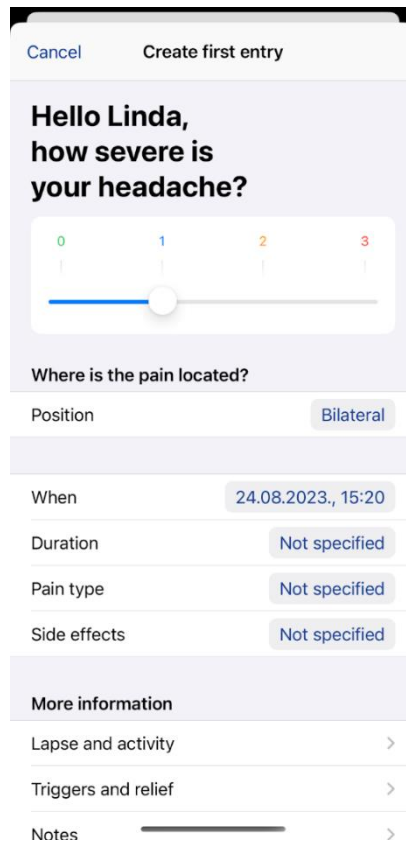 Cancel Create first entry
Hello Linda,
how severe is
your headache?
0 1 2 3
Where is the pain located?
Position Bilateral
When 24.08.2023., 15:20
Duration Not specified
Pain type Not specified
Side effects Not specified
More information
Lapse and activity
Triggers and relief
Notes